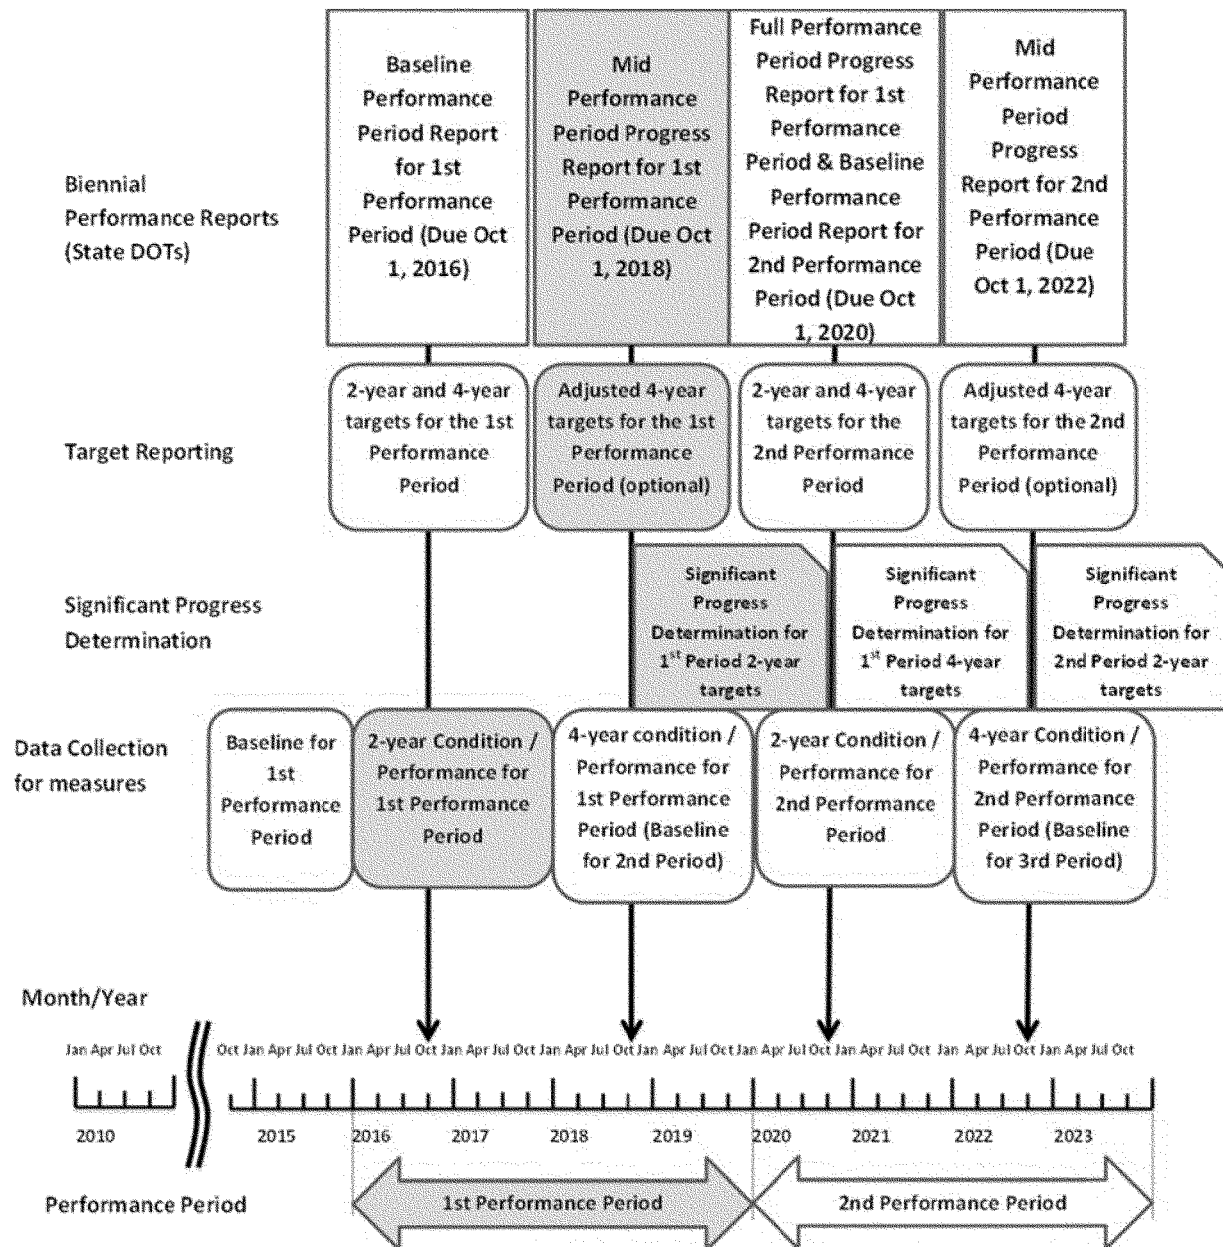 Biennial
Performance Reports
(State DOTs)
Baseline
Performance
Period Report
for 1st
Performance
Period (Due Oct
1, 2016)
Mid
Performance
Period Progress
Report for 1st
Performance
Period (Due Oct
1, 2018)
Full Performance
Period Progress
Report for 1st
Performance
Period & Baseline
Performance
Period Report for
2nd Performance
Period (Due Oct
1, 2020)
Mid
Performance
Period
Progress
Report for 2nd
Performance
Period (Due
Oct 1, 2022)
Target Reporting
2-year and 4-year
targets for the 1st
Performance
Period
Adjusted 4-year
targets for the 1st
Performance
Period (optional)
2-year and 4-year
targets for the
2nd Performance
Period
Adjusted 4-year
targets for the 2nd
Performance
Period (optional)
Significant Progress
Determination
Significant
Progress
Determination for
1st Period 2-year
targets
Significant
Progress
Determination for
1st Period 4-year
targets
Significant
Progress
Determination for
2nd Period 2-year
targets
Data Collection
for measures
Baseline for
1st
Performance
Period
2-year Condition /
Performance for
1st Performance
Period
4-year condition /
Performance for
1st Performance
Period (Baseline
for 2nd Period)
2-year Condition /
Performance for
2nd Performance
Period
4-year Condition /
Performance for
2nd Performance
Period (Baseline
for 3rd Period)
Month/Year
Jan Apr Jul Oct Oct Jan Apr Jul Oct Jan Apr Jul Oct Jan Apr Jul Oct Jan Apr Jul Oct Jan Apr Jul Oct Jan Apr Jul Oct Jan Apr Jul Oct Jan Apr Jul Oct Jan Apr Jul Oct
2010 2015 2016 2017 2018 2019 2020 2021 2022 2023
Performance Period
1st Performance Period
2nd Performance Period